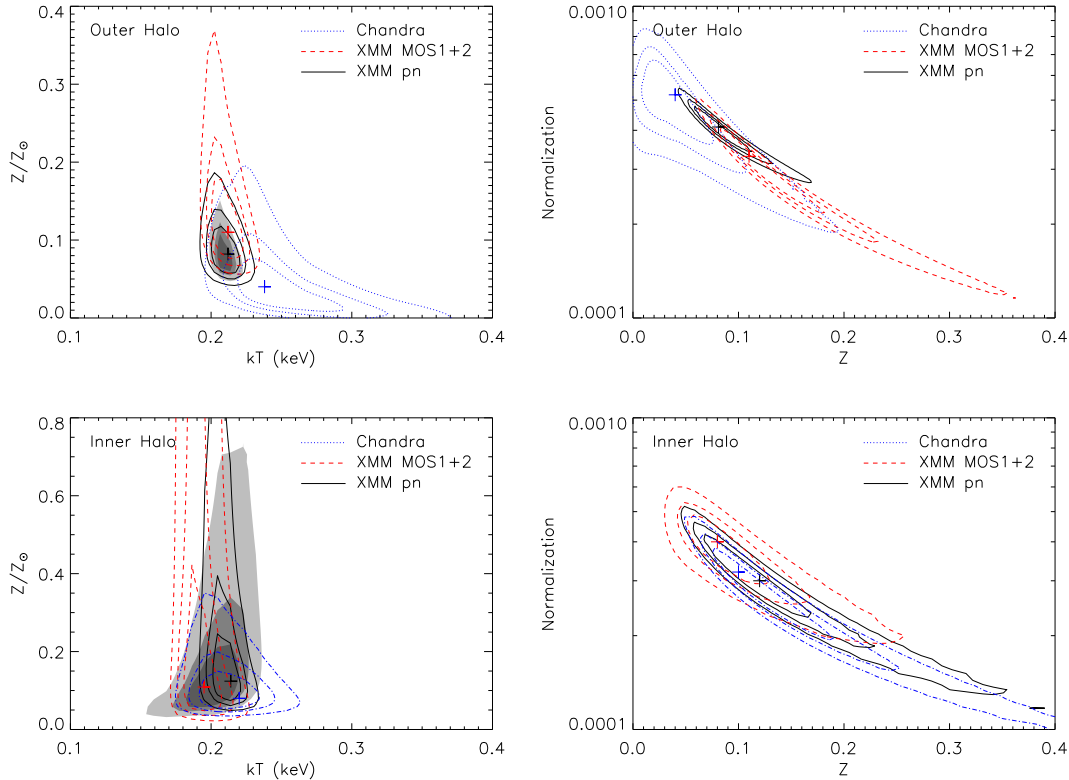 Outer Halo
Chandra
XMM MOS1+2
XMM pn
0.4
0.3
0.2
0.1
0.0
Z/Z☉
0.1
0.2
0.3
0.4
kT (keV)
0.0010
Outer Halo
Chandra
XMM MOS1+2
XMM pn
Normalization
0.0001
0.0
0.1
0.2
0.3
0.4
Z
0.8
Inner Halo
Chandra
XMM MOS1+2
XMM pn
0.6
0.4
0.2
0.0
Z/Z☉
0.1
0.2
0.3
0.4
kT (keV)
0.0010
Inner Halo
Chandra
XMM MOS1+2
XMM pn
Normalization
0.0001
0.0
0.1
0.2
0.3
0.4
Z